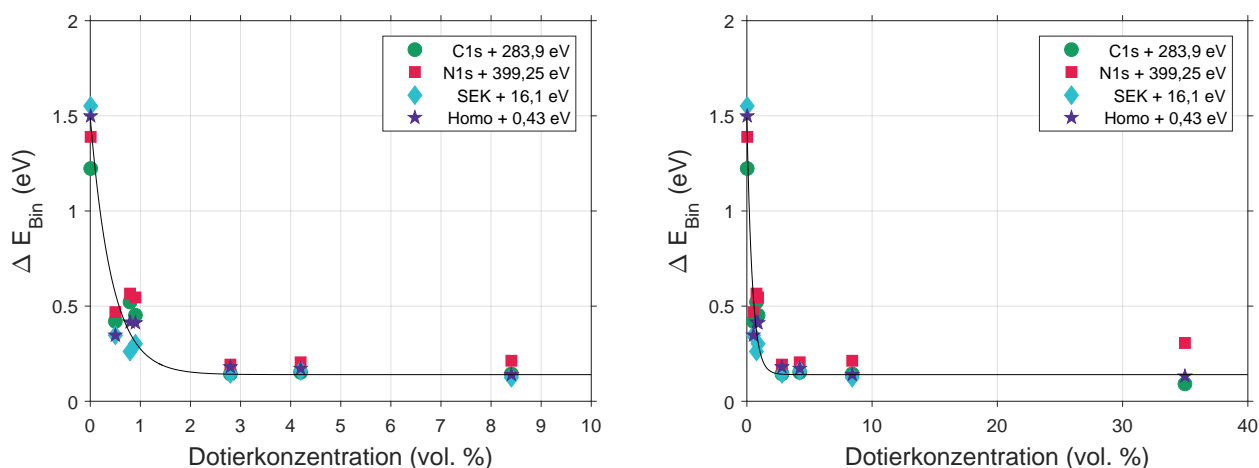 2
1.5
1
0.5
0
Δ E_Bin (eV)
C1s + 283,9 eV
N1s + 399,25 eV
SEK + 16,1 eV
Homo + 0,43 eV
0 1 2 3 4 5 6 7 8 9 10
Dotierkonzentration (vol. %)
2
1.5
1
0.5
0
Δ E_Bin (eV)
C1s + 283,9 eV
N1s + 399,25 eV
SEK + 16,1 eV
Homo + 0,43 eV
0 10 20 30 40
Dotierkonzentration (vol. %)